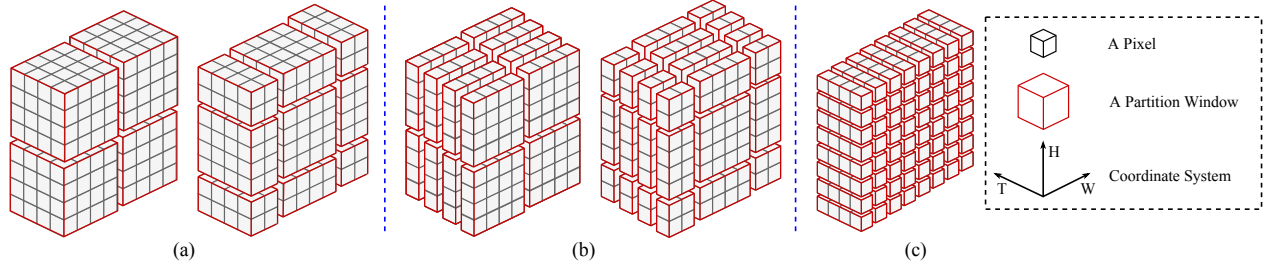 A Pixel
A Partition Window
H
T
W
Coordinate System
(a)
(b)
(c)